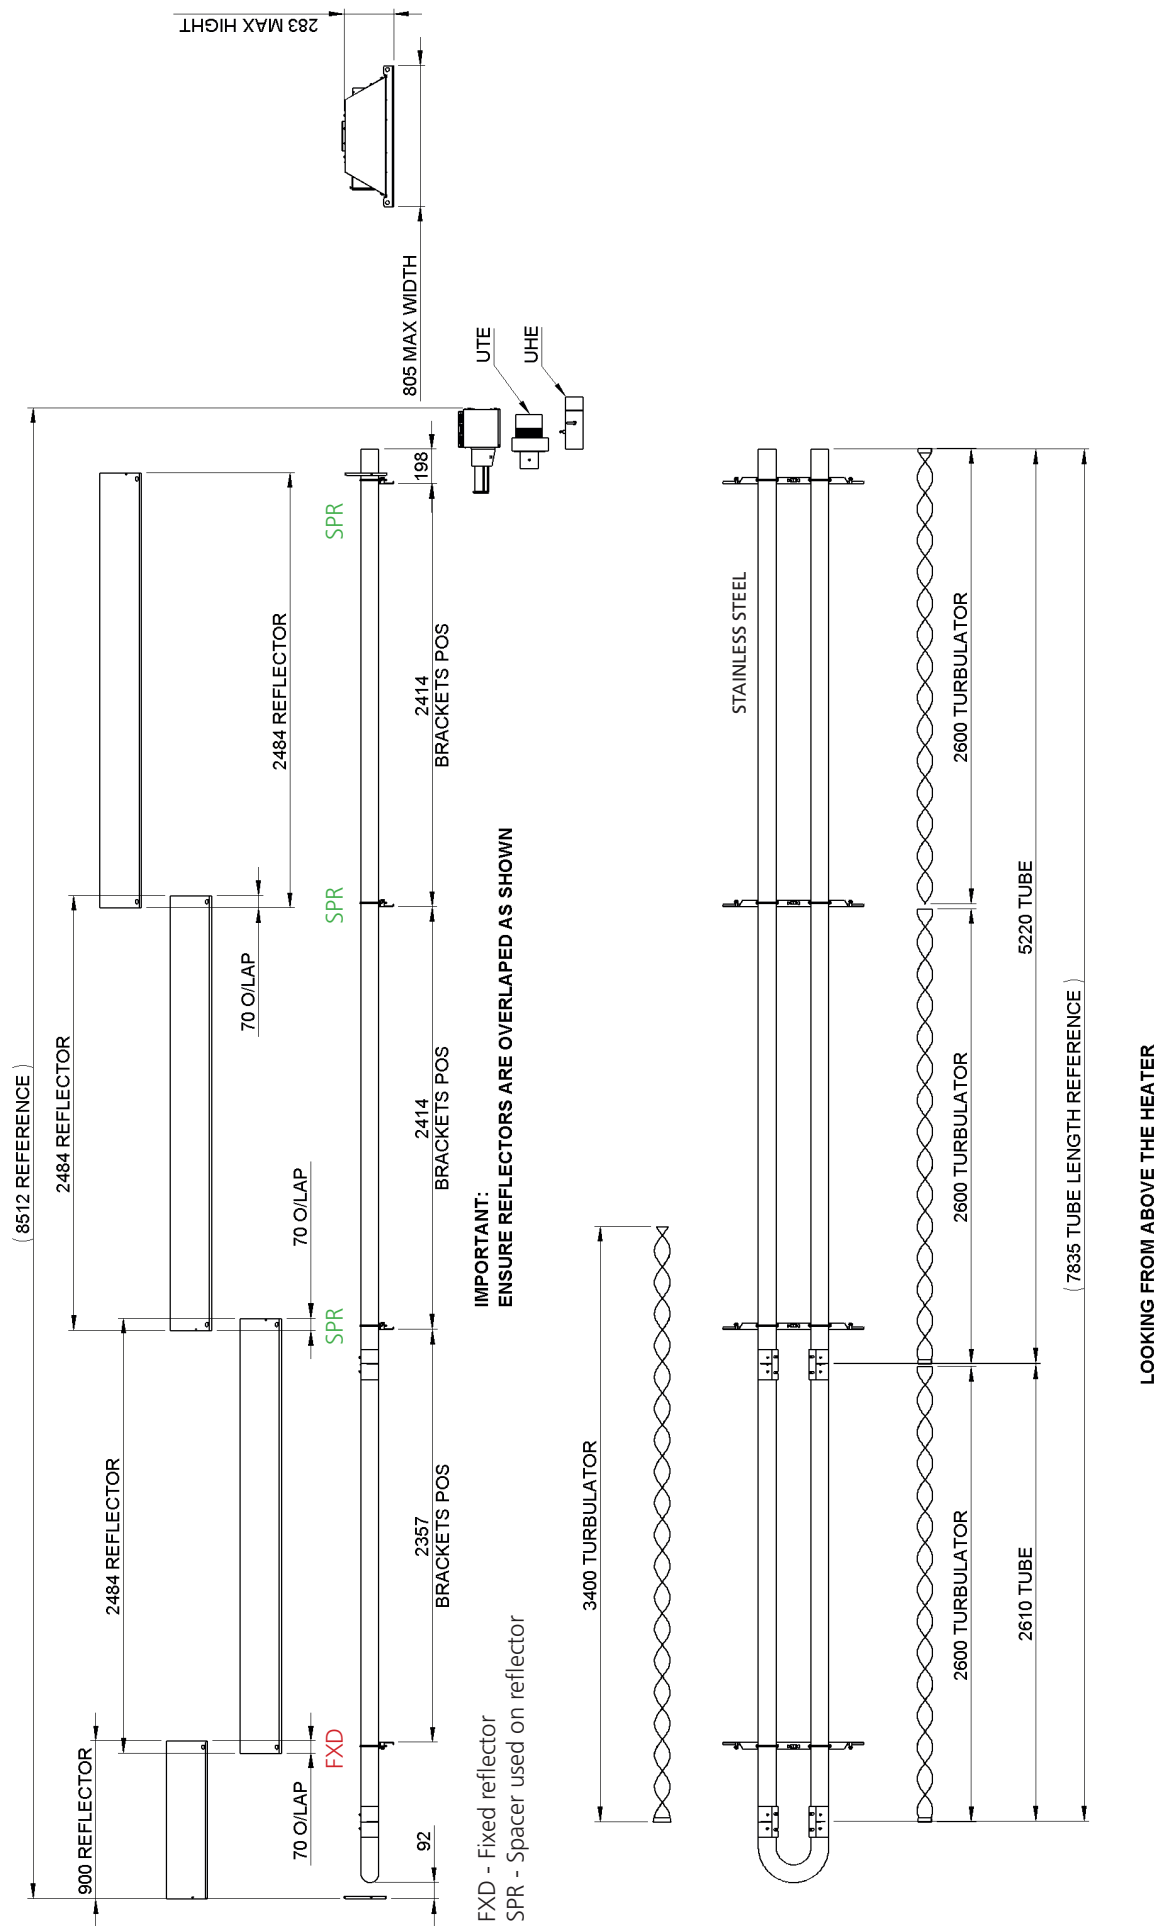 283 MAX HIGHT
805 MAX WIDTH
UTE
UHE
( 8512 REFERENCE )
2484 REFLECTOR
2484 REFLECTOR
2484 REFLECTOR
900 REFLECTOR
70 O/LAP
70 O/LAP
70 O/LAP
SPR
SPR
SPR
FXD
198
2414
BRACKETS POS
2414
BRACKETS POS
2357
BRACKETS POS
92
IMPORTANT:
ENSURE REFLECTORS ARE OVERLAPED AS SHOWN
FXD - Fixed reflector
SPR - Spacer used on reflector
3400 TURBULATOR
STAINLESS STEEL
2600 TURBULATOR
2600 TURBULATOR
2600 TURBULATOR
5220 TUBE
2610 TUBE
( 7835 TUBE LENGTH REFERENCE )
LOOKING FROM ABOVE THE HEATER